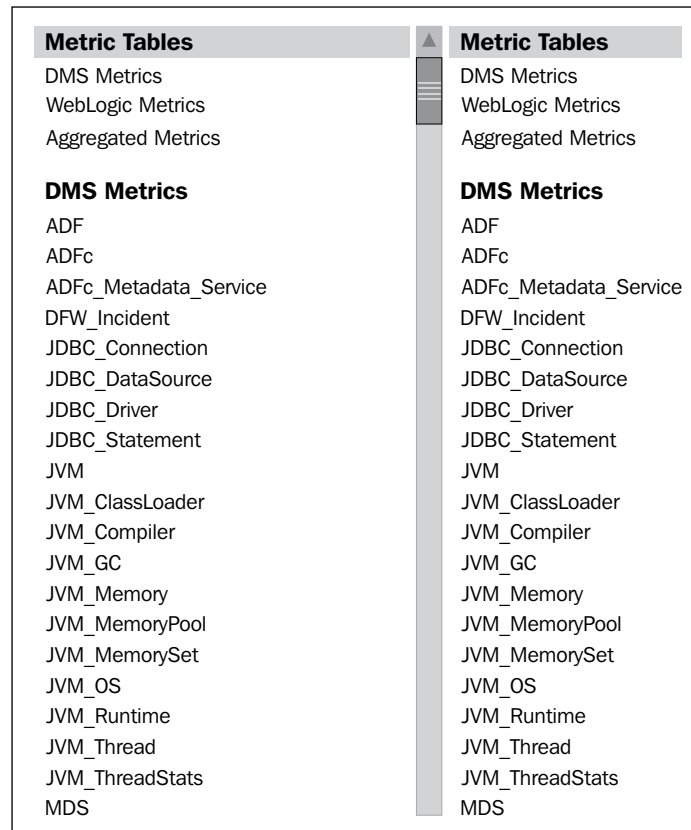 Metric Tables
DMS Metrics
WebLogic Metrics
Aggregated Metrics
DMS Metrics
ADF
ADFc
ADFc_Metadata_Service
DFW_Incident
JDBC_Connection
JDBC_DataSource
JDBC_Driver
JDBC_Statement
JVM
JVM_ClassLoader
JVM_Compiler
JVM_GC
JVM_Memory
JVM_MemoryPool
JVM_MemorySet
JVM_OS
JVM_Runtime
JVM_Thread
JVM_ThreadStats
MDS
Metric Tables
DMS Metrics
WebLogic Metrics
Aggregated Metrics
DMS Metrics
ADF
ADFc
ADFc_Metadata_Service
DFW_Incident
JDBC_Connection
JDBC_DataSource
JDBC_Driver
JDBC_Statement
JVM
JVM_ClassLoader
JVM_Compiler
JVM_GC
JVM_Memory
JVM_MemoryPool
JVM_MemorySet
JVM_OS
JVM_Runtime
JVM_Thread
JVM_ThreadStats
MDS